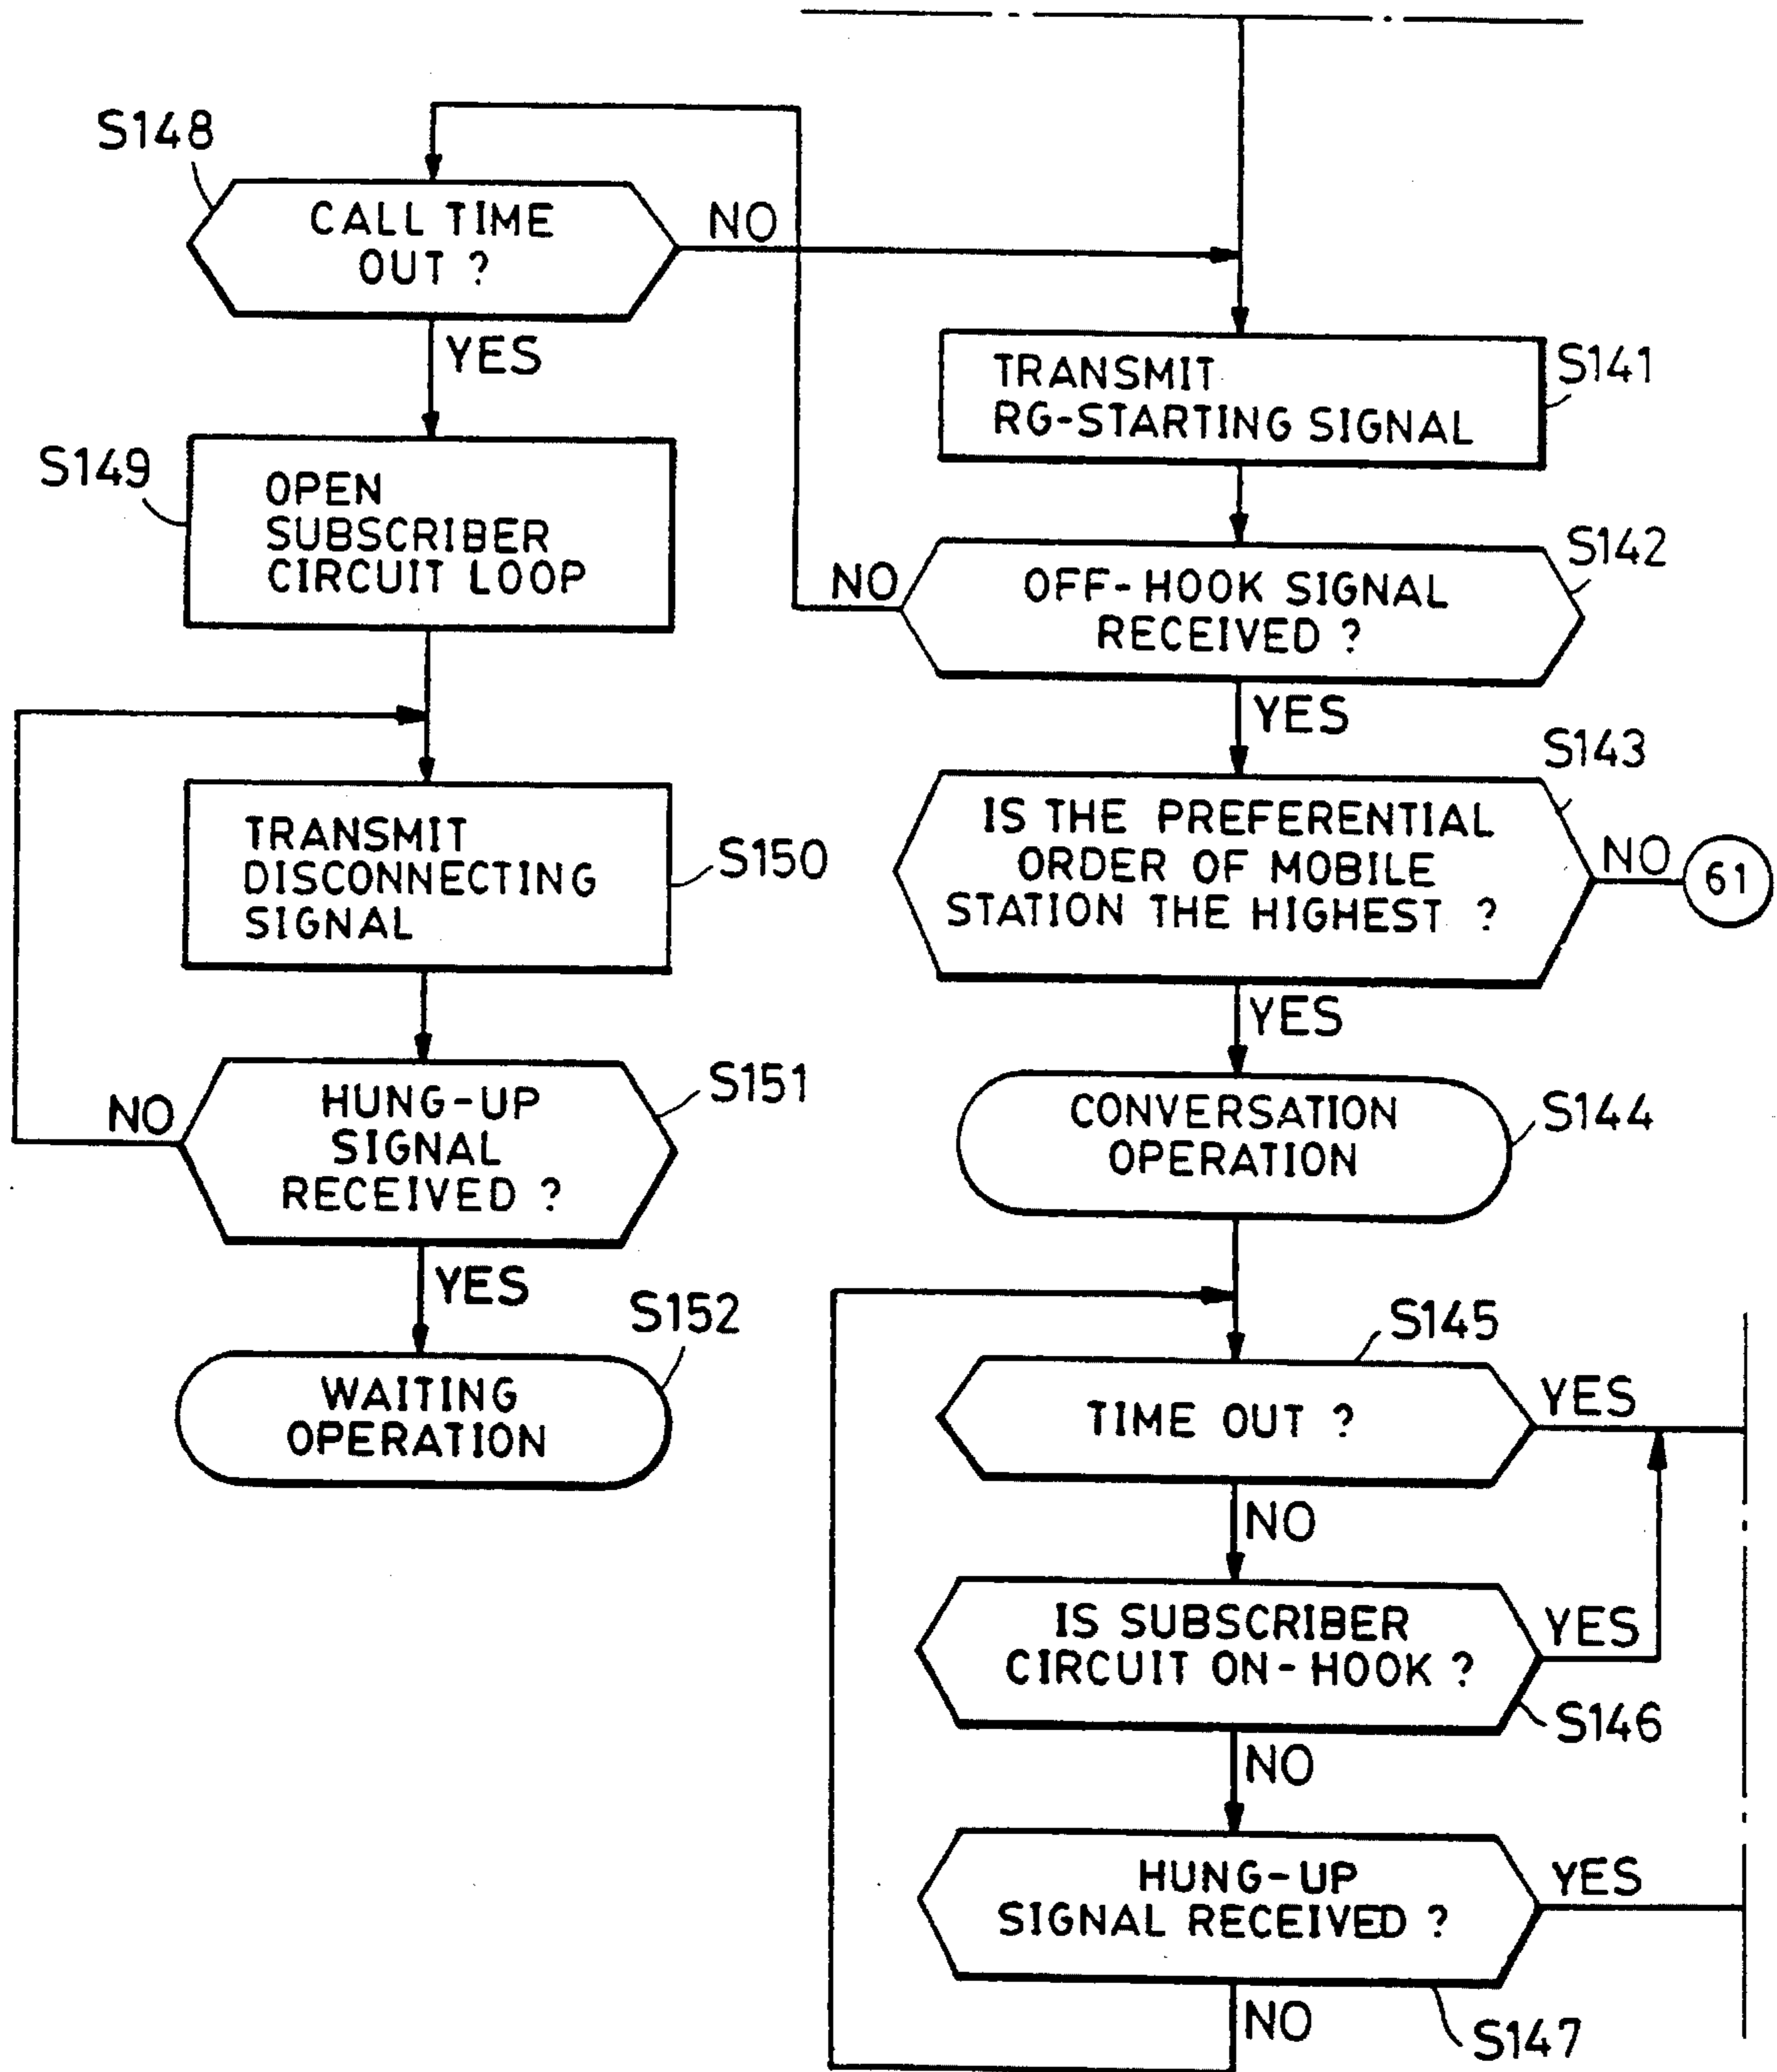 S148
CALL TIME
OUT ?
NO
YES
S149
OPEN
SUBSCRIBER
CIRCUIT LOOP
TRANSMIT
DISCONNECTING
SIGNAL
S150
HUNG-UP
SIGNAL
RECEIVED ?
S151
NO
YES
S152
WAITING
OPERATION
TRANSMIT
RG-STARTING SIGNAL
S141
OFF-HOOK SIGNAL
RECEIVED ?
S142
NO
YES
S143
IS THE PREFERENTIAL
ORDER OF MOBILE
STATION THE HIGHEST ?
NO
61
YES
CONVERSATION
OPERATION
S144
S145
TIME OUT ?
YES
NO
IS SUBSCRIBER
CIRCUIT ON-HOOK ?
YES
S146
NO
HUNG-UP
SIGNAL RECEIVED ?
YES
NO
S147